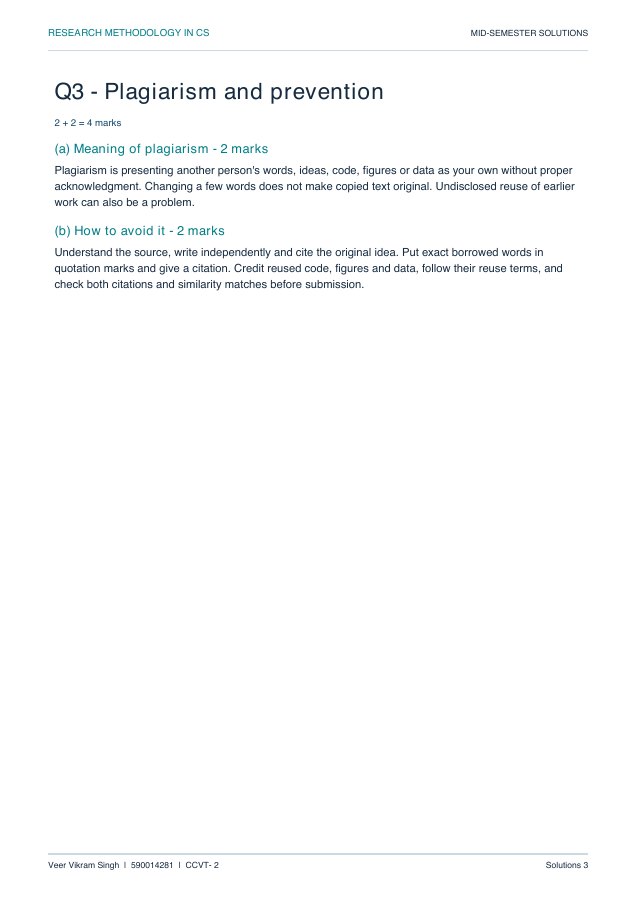 RESEARCH METHODOLOGY IN CS
MID-SEMESTER SOLUTIONS
Q3 - Plagiarism and prevention
2 + 2 = 4 marks
(a) Meaning of plagiarism - 2 marks
Plagiarism is presenting another person's words, ideas, code, figures or data as your own without proper
acknowledgment. Changing a few words does not make copied text original. Undisclosed reuse of earlier
work can also be a problem.
(b) How to avoid it - 2 marks
Understand the source, write independently and cite the original idea. Put exact borrowed words in
quotation marks and give a citation. Credit reused code, figures and data, follow their reuse terms, and
check both citations and similarity matches before submission.
Veer Vikram Singh | 590014281 | CCVT- 2
Solutions 3